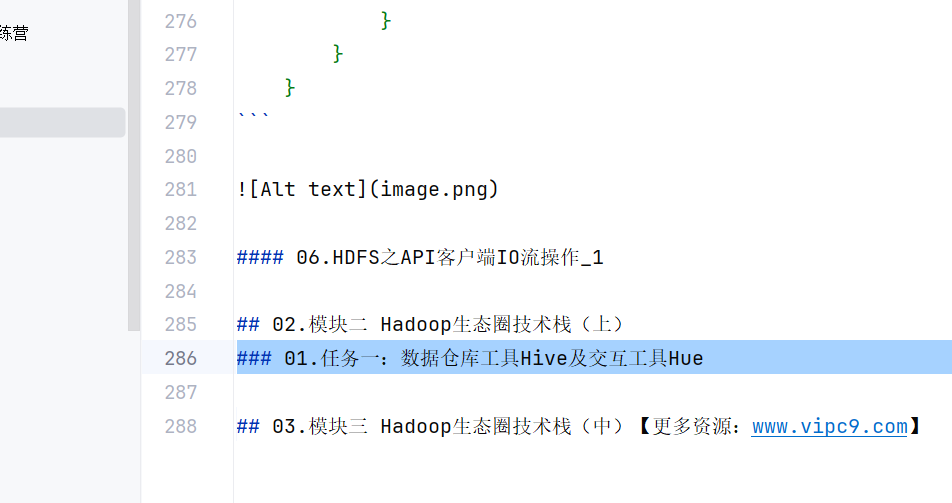 练营
276 }
277 }
278 }
279 ```
280
281 ![Alt text](image.png)
282
283 #### 06.HDFS之API客户端IO流操作_1
284
285 ## 02.模块二 Hadoop生态圈技术栈（上）
286 ### 01.任务一：数据仓库工具Hive及交互工具Hue
287
288 ## 03.模块三 Hadoop生态圈技术栈（中）【更多资源：www.vipc9.com】